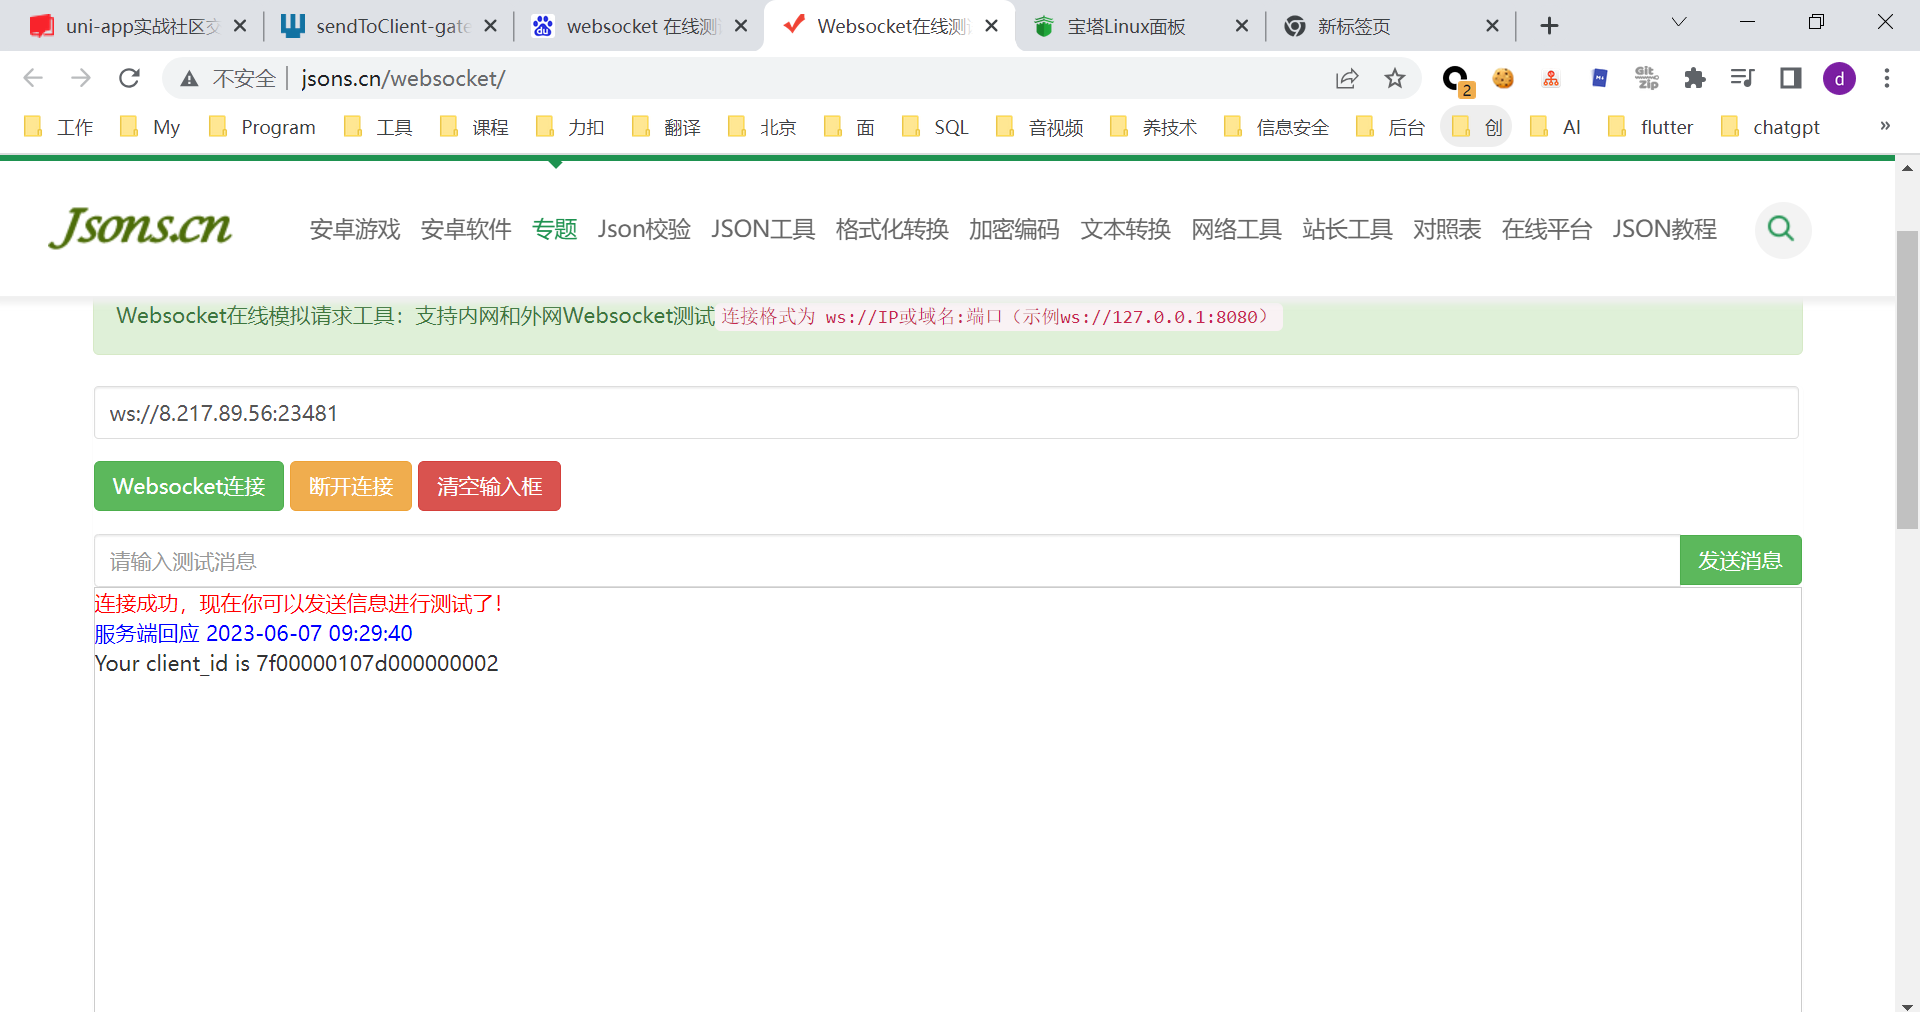 uni-app实战社区交
sendToClient-gate
websocket 在线测
Websocket在线测
宝塔Linux面板
新标签页
不安全 jsons.cn/websocket/
2
Git
zip
d
工作 My Program 工具 课程 力扣 翻译 北京 面 SQL 音视频 养技术 信息安全 后台 创 AI flutter chatgpt »
Jsons.cn 安卓游戏 安卓软件 专题 Json校验 JSON工具 格式化转换 加密编码 文本转换 网络工具 站长工具 对照表 在线平台 JSON教程
Websocket在线模拟请求工具：支持内网和外网Websocket测试 连接格式为 ws://IP或域名:端口（示例ws://127.0.0.1:8080）
ws://8.217.89.56:23481
Websocket连接 断开连接 清空输入框
请输入测试消息 发送消息
连接成功，现在你可以发送信息进行测试了！
服务端回应 2023-06-07 09:29:40
Your client_id is 7f00000107d000000002